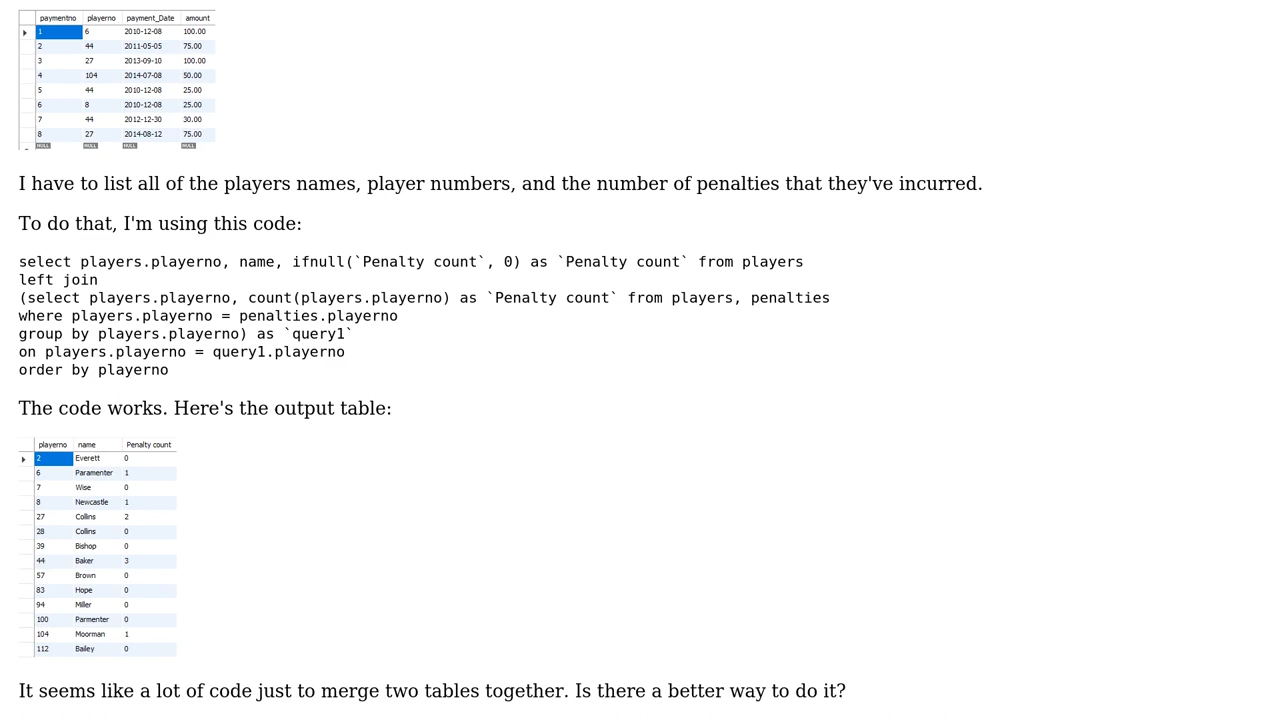 paymentno playerno payment_Date amount
1 6 2010-12-08 100.00
2 44 2011-05-05 75.00
3 27 2013-09-10 100.00
4 104 2014-07-08 50.00
5 44 2010-12-08 25.00
6 8 2010-12-08 25.00
7 44 2012-12-30 30.00
8 27 2014-08-12 75.00
NULL NULL NULL NULL
I have to list all of the players names, player numbers, and the number of penalties that they've incurred.
To do that, I'm using this code:
select players.playerno, name, ifnull(`Penalty count`, 0) as `Penalty count` from players
left join
(select players.playerno, count(players.playerno) as `Penalty count` from players, penalties
where players.playerno = penalties.playerno
group by players.playerno) as `query1`
on players.playerno = query1.playerno
order by playerno
The code works. Here's the output table:
playerno name Penalty count
2 Everett 0
6 Paramenter 1
7 Wise 0
8 Newcastle 1
27 Collins 2
28 Collins 0
39 Bishop 0
44 Baker 3
57 Brown 0
83 Hope 0
94 Miller 0
100 Parmenter 0
104 Moorman 1
112 Bailey 0
It seems like a lot of code just to merge two tables together. Is there a better way to do it?